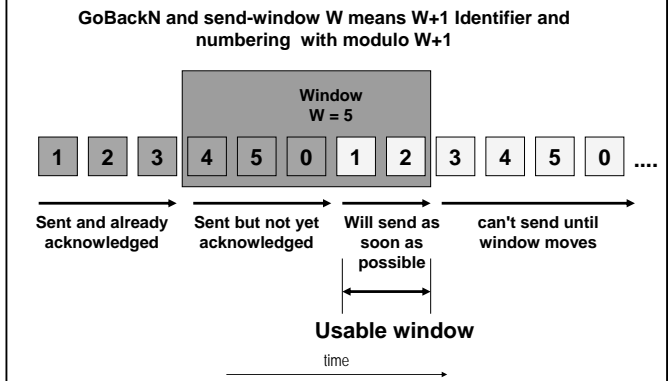 GoBackN and send-window W means W+1 Identifier and
numbering with modulo W+1
Window
W = 5
1 2 3 4 5 0 1 2 3 4 5 0 ....
Sent and already
acknowledged
Sent but not yet
acknowledged
Will send as
soon as
possible
can't send until
window moves
Usable window
time